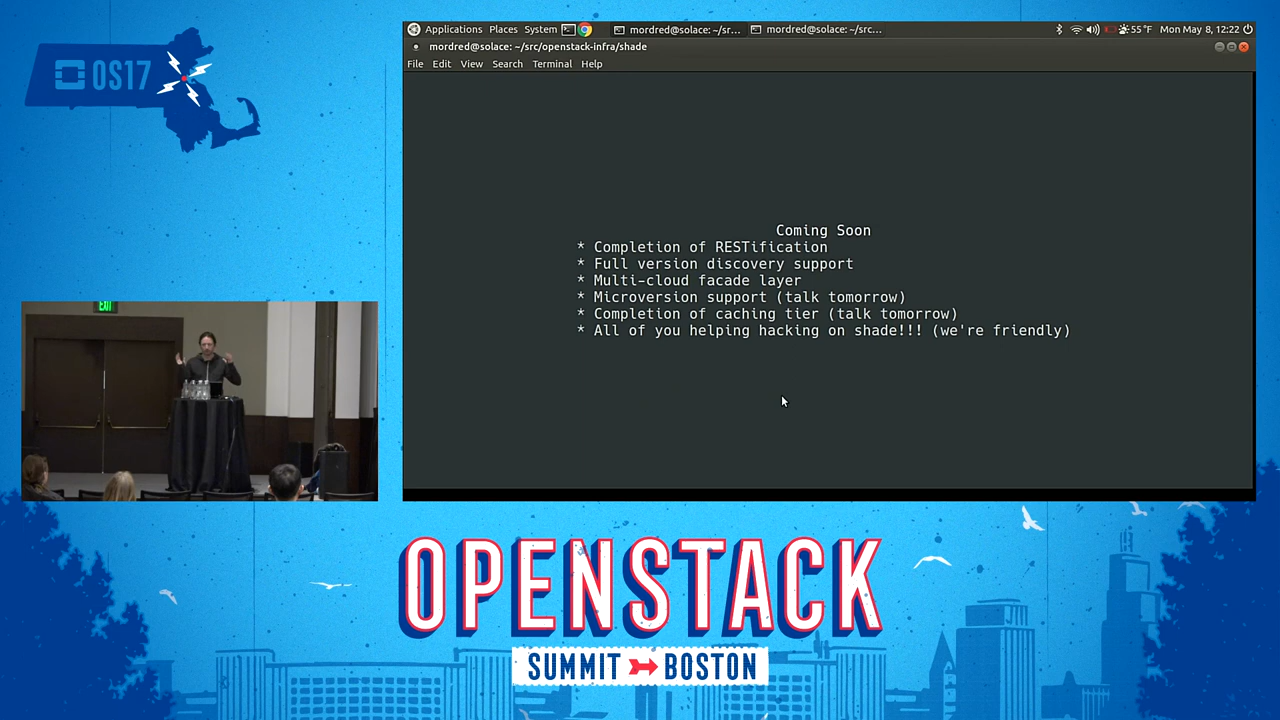 OS17
Applications Places System mordred@solace: ~/sr... mordred@solace: ~/src... 55 °F Mon May 8, 12:22
mordred@solace: ~/src/openstack-infra/shade
File Edit View Search Terminal Help
Coming Soon
* Completion of RESTification
* Full version discovery support
* Multi-cloud facade layer
* Microversion support (talk tomorrow)
* Completion of caching tier (talk tomorrow)
* All of you helping hacking on shade!!! (we're friendly)
EXIT
OPENSTACK
SUMMIT BOSTON